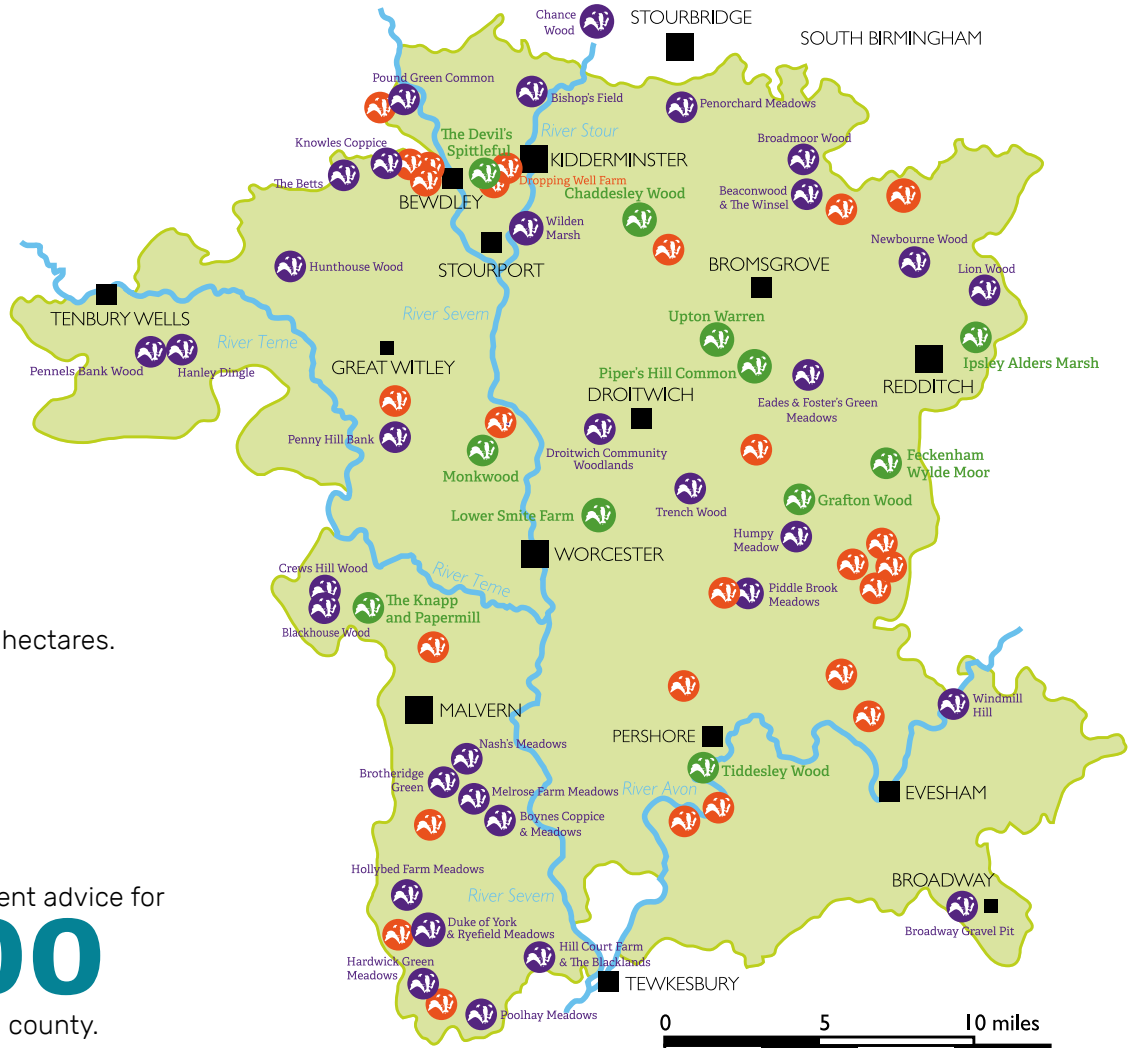 Chance
Wood
STOURBRIDGE
SOUTH BIRMINGHAM
Pound Green Common
Bishop's Field
Penorchard Meadows
River Stour
The Devil's
Spittleful
Knowles Coppice
Broadmoor Wood
KIDDERMINSTER
The Betts
Dropping Well Farm
BEWDLEY
Chaddesley Wood
Beaconwood
& The Winsel
Wilden
Marsh
Newbourne Wood
Hunthouse Wood
STOURPORT
BROMSGROVE
Lion Wood
TENBURY WELLS
River Severn
Upton Warren
River Teme
Pennels Bank Wood
Hanley Dingle
GREAT WITLEY
Piper's Hill Common
Ipsley Alders Marsh
REDDITCH
DROITWICH
Eades & Foster's Green
Meadows
Penny Hill Bank
Droitwich Community
Woodlands
Feckenham
Wylde Moor
Monkwood
Trench Wood
Grafton Wood
Lower Smite Farm
Humpy
Meadow
WORCESTER
Crews Hill Wood
River Teme
Piddle Brook
Meadows
The Knapp
and Papermill
Blackhouse Wood
hectares.
MALVERN
Windmill
Hill
PERSHORE
Nash's Meadows
Brotheridge
Green
Tiddesley Wood
Melrose Farm Meadows
River Avon
EVESHAM
Boynes Coppice
& Meadows
Hollybed Farm Meadows
ent advice for
River Severn
BROADWAY
00
Duke of York
& Ryefield Meadows
Broadway Gravel Pit
Hill Court Farm
& The Blacklands
Hardwick Green
Meadows
TEWKESBURY
county.
Poolhay Meadows
0 5 10 miles